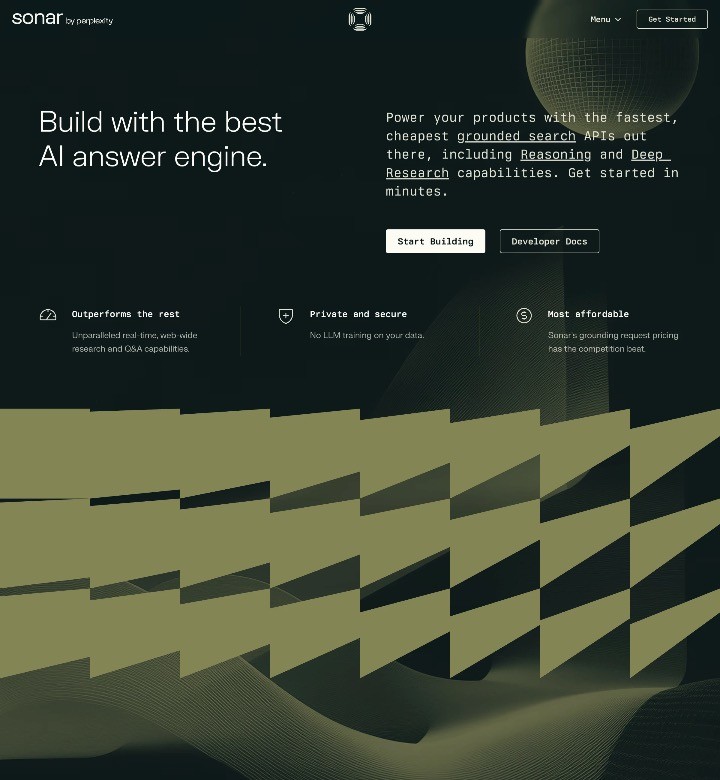 sonar by perplexity
Menu
Get Started
Build with the best
AI answer engine.
Power your products with the fastest,
cheapest grounded search APIs out
there, including Reasoning and Deep
Research capabilities. Get started in
minutes.
Start Building
Developer Docs
Outperforms the rest
Unparalleled real-time, web-wide
research and Q&A capabilities.
Private and secure
No LLM training on your data.
Most affordable
Sonar's grounding request pricing
has the competition beat.